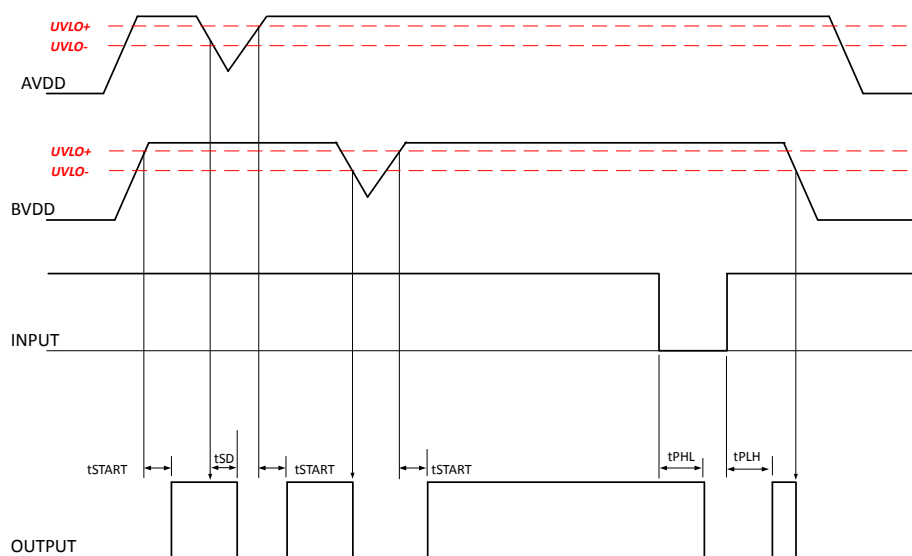 UVLO+
UVLO-
AVDD
UVLO+
UVLO-
BVDD
INPUT
tSTART
tSD
tSTART
tSTART
tPHL
tPLH
OUTPUT